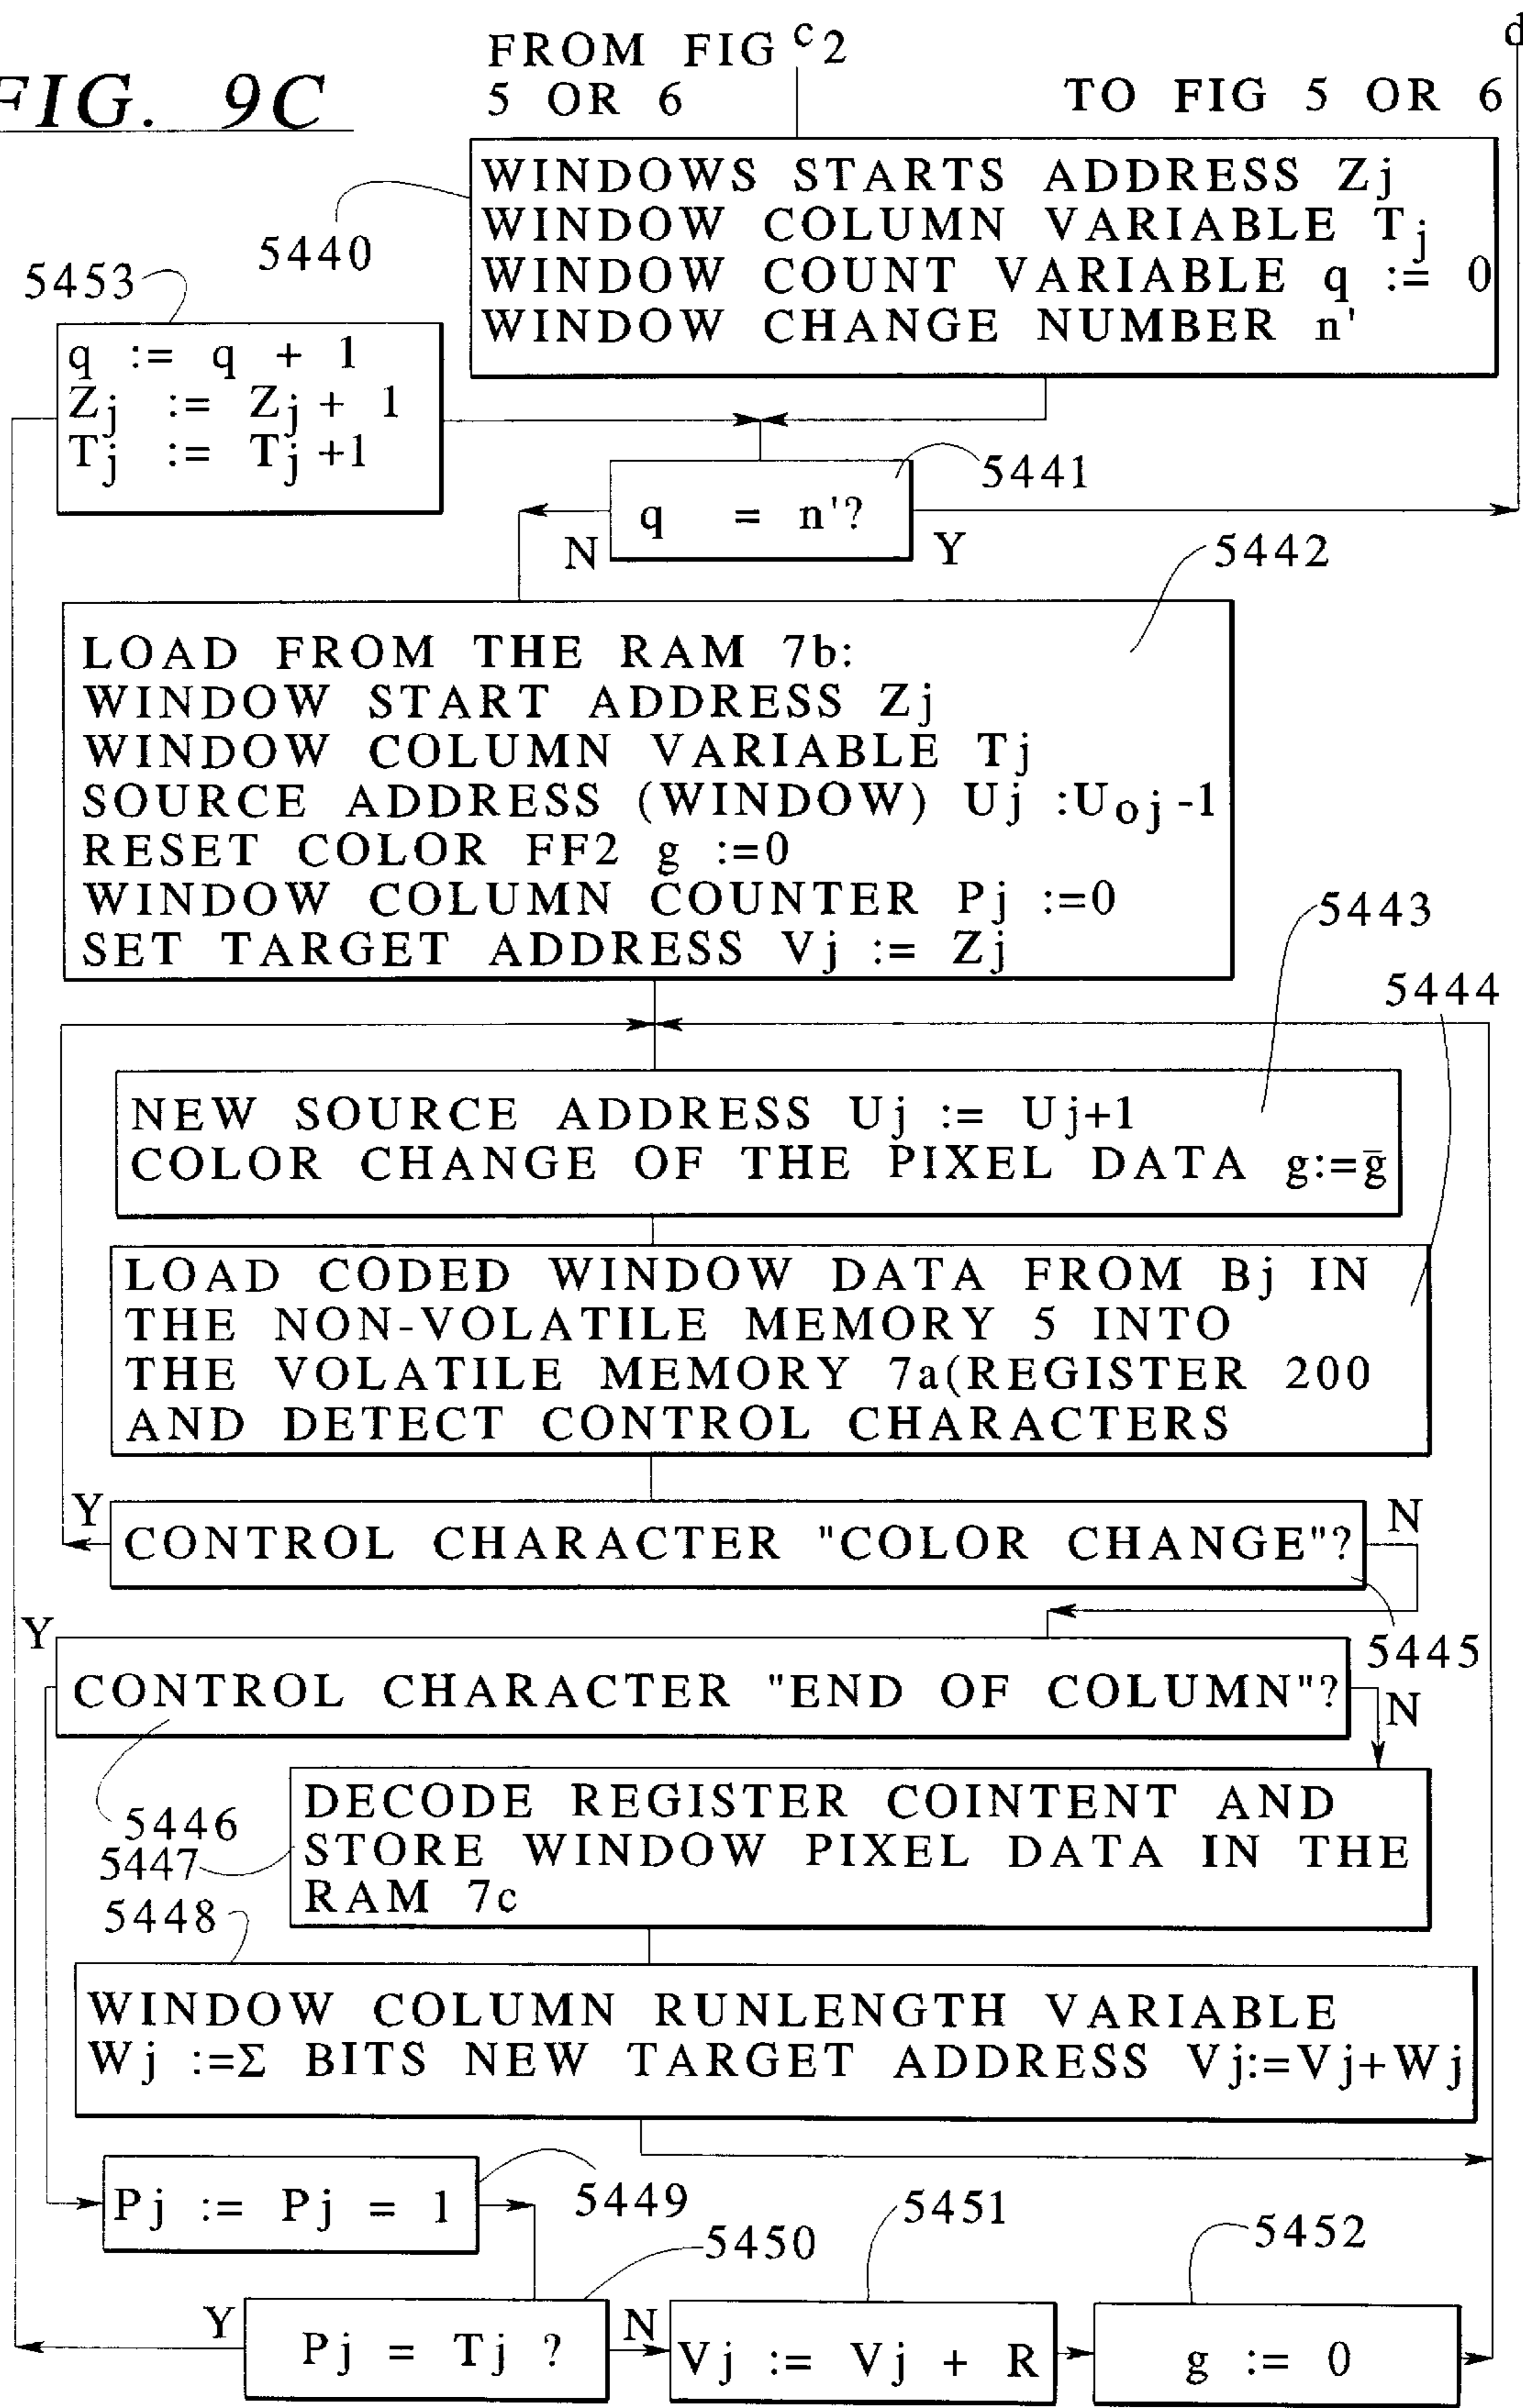 FIG. 9C
FROM FIG c2
5 OR 6
TO FIG 5 OR 6
d
WINDOWS STARTS ADDRESS Zj
WINDOW COLUMN VARIABLE Tj
WINDOW COUNT VARIABLE q := 0
WINDOW CHANGE NUMBER n'
5440
5453
q := q + 1
Zj := Zj + 1
Tj := Tj +1
5441
q = n'?
N
Y
5442
LOAD FROM THE RAM 7b:
WINDOW START ADDRESS Zj
WINDOW COLUMN VARIABLE Tj
SOURCE ADDRESS (WINDOW) Uj :Uoj-1
RESET COLOR FF2 g :=0
WINDOW COLUMN COUNTER Pj :=0
SET TARGET ADDRESS Vj := Zj
5443
5444
NEW SOURCE ADDRESS Uj := Uj+1
COLOR CHANGE OF THE PIXEL DATA g:=g̅
LOAD CODED WINDOW DATA FROM Bj IN
THE NON-VOLATILE MEMORY 5 INTO
THE VOLATILE MEMORY 7a(REGISTER 200
AND DETECT CONTROL CHARACTERS
Y
CONTROL CHARACTER "COLOR CHANGE"?
N
5445
Y
CONTROL CHARACTER "END OF COLUMN"?
N
5446
5447
DECODE REGISTER COINTENT AND
STORE WINDOW PIXEL DATA IN THE
RAM 7c
5448
WINDOW COLUMN RUNLENGTH VARIABLE
Wj :=Σ BITS NEW TARGET ADDRESS Vj:=Vj+Wj
Pj := Pj = 1
5449
5450
5451
5452
Y
Pj = Tj ?
N
Vj := Vj + R
g := 0